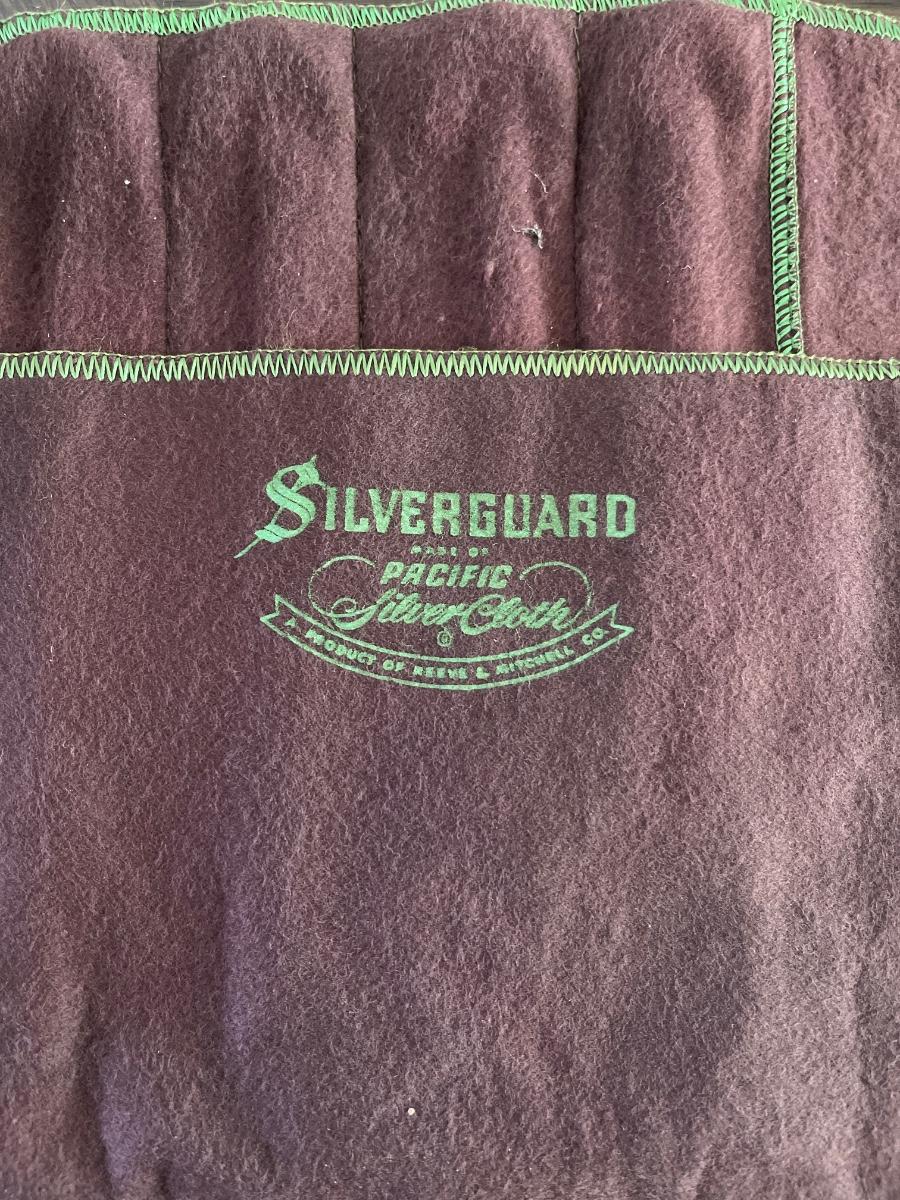 SILVERGUARD
MADE OF
PACIFIC
Silver Cloth
®
A PRODUCT OF REEVE & MITCHELL CO.